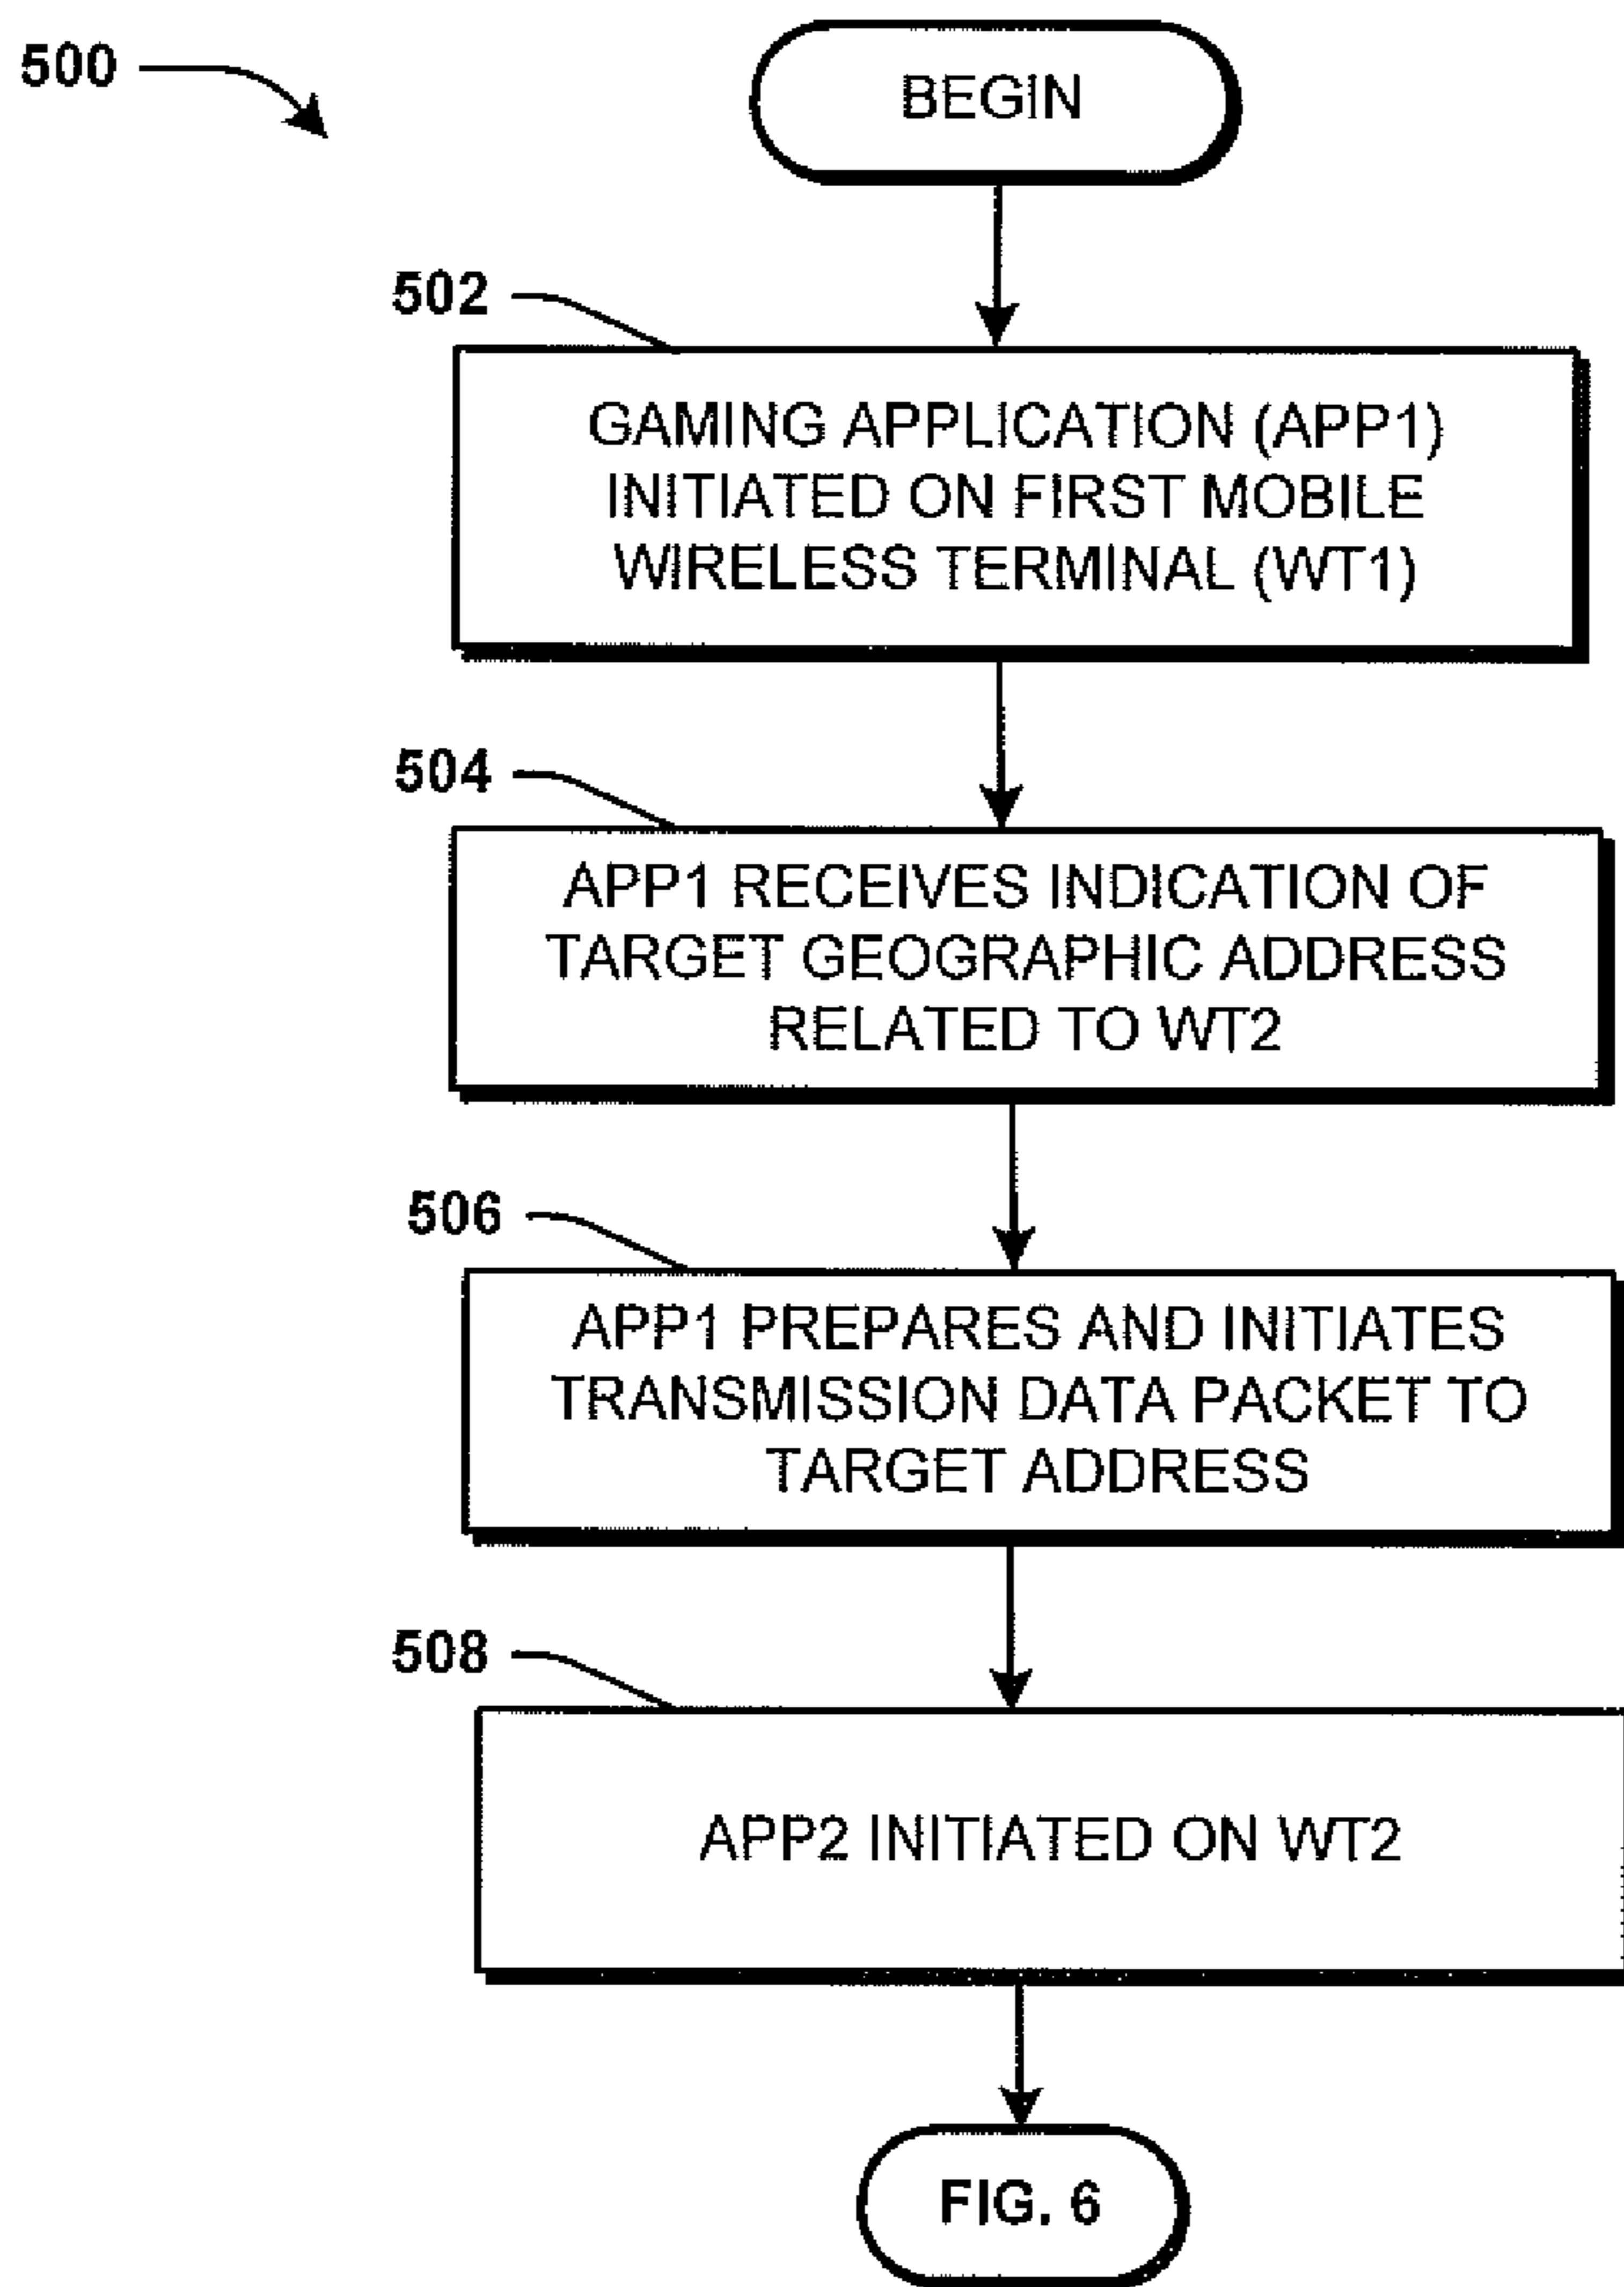 500
BEGIN
502
GAMING APPLICATION (APP1)
INITIATED ON FIRST MOBILE
WIRELESS TERMINAL (WT1)
504
APP1 RECEIVES INDICATION OF
TARGET GEOGRAPHIC ADDRESS
RELATED TO WT2
506
APP1 PREPARES AND INITIATES
TRANSMISSION DATA PACKET TO
TARGET ADDRESS
508
APP2 INITIATED ON WT2
FIG. 6